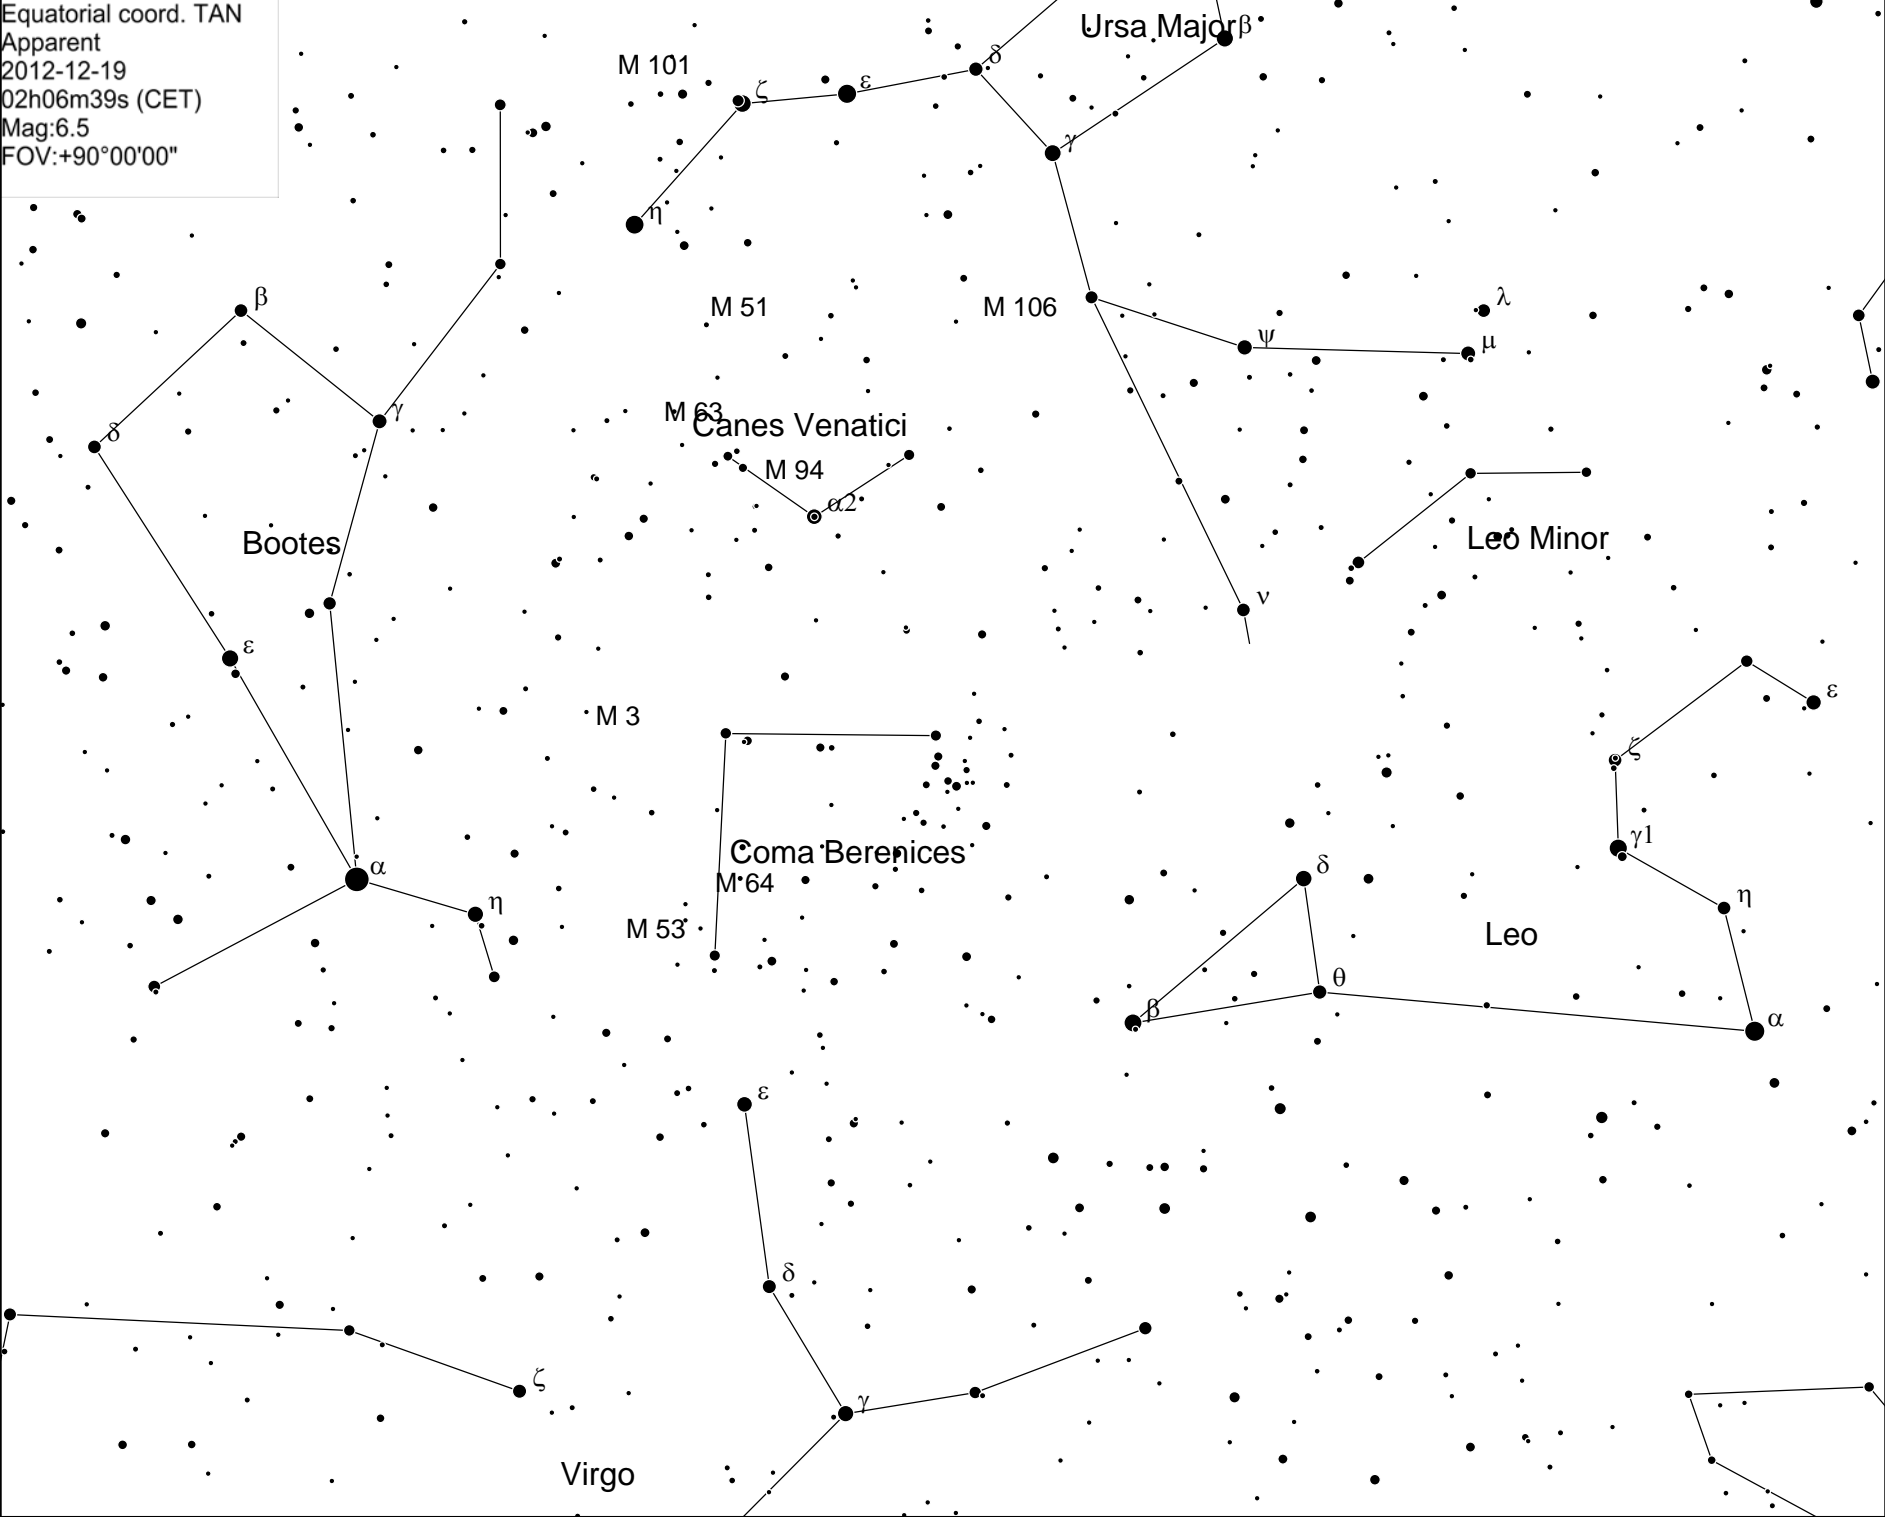 Equatorial coord. TAN
Apparent
2012-12-19
02h06m39s (CET)
Mag:6.5
FOV:+90°00'00"
Ursa Major β
δ
M 101
ζ ε
γ
η
β
M 51 M 106 λ
ψ μ
γ M 63
Canes Venatici
δ
M 94
α2
Bootes Leo Minor
ν
ε
ε
M 3
ζ
γ1
Coma Berenices
α δ
M 64
η η
M 53 Leo
θ
β α
ε
δ
ζ
γ
Virgo